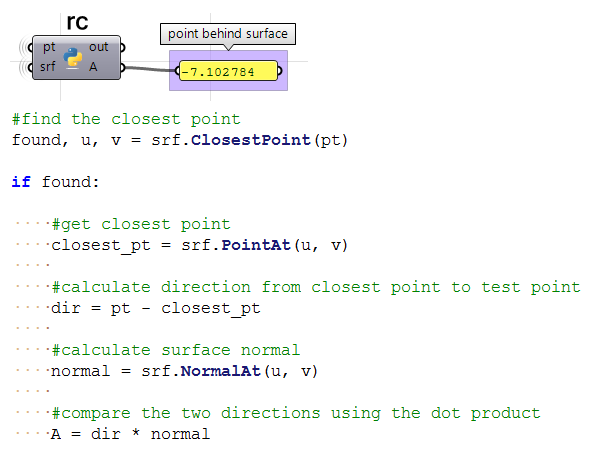 rc
point behind surface
pt out
srf A
-7.102784
#find the closest point
found, u, v = srf.ClosestPoint(pt)
if found:
#get closest point
closest_pt = srf.PointAt(u, v)
#calculate direction from closest point to test point
dir = pt - closest_pt
#calculate surface normal
normal = srf.NormalAt(u, v)
#compare the two directions using the dot product
A = dir * normal